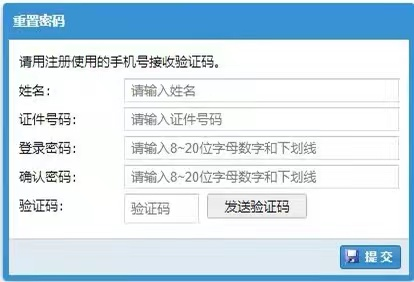 重置密码
请用注册使用的手机号接收验证码。
姓名： 请输入姓名
证件号码： 请输入证件号码
登录密码： 请输入8~20位字母数字和下划线
确认密码： 请输入8~20位字母数字和下划线
验证码： 验证码 发送验证码
提 交